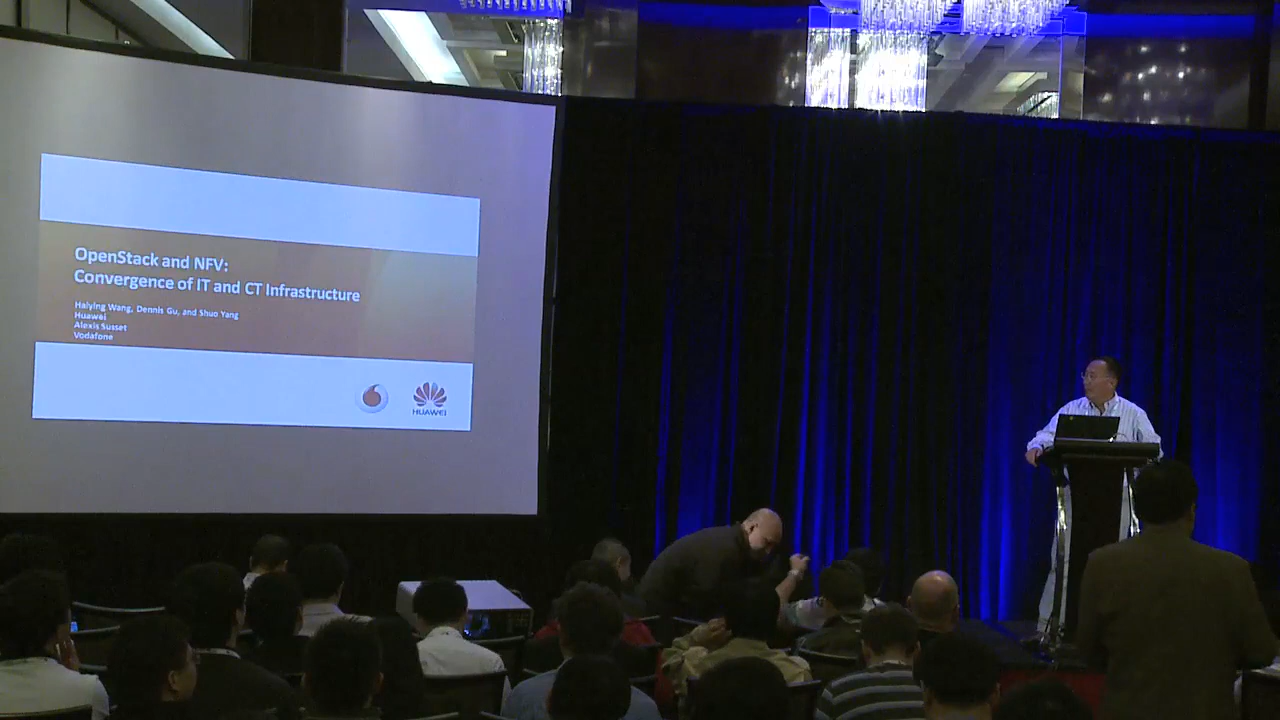 OpenStack and NFV:
Convergence of IT and CT Infrastructure
Haiying Wang, Dennis Gu, and Shuo Yang
Huawei
Alexis Susset
Vodafone
HUAWEI